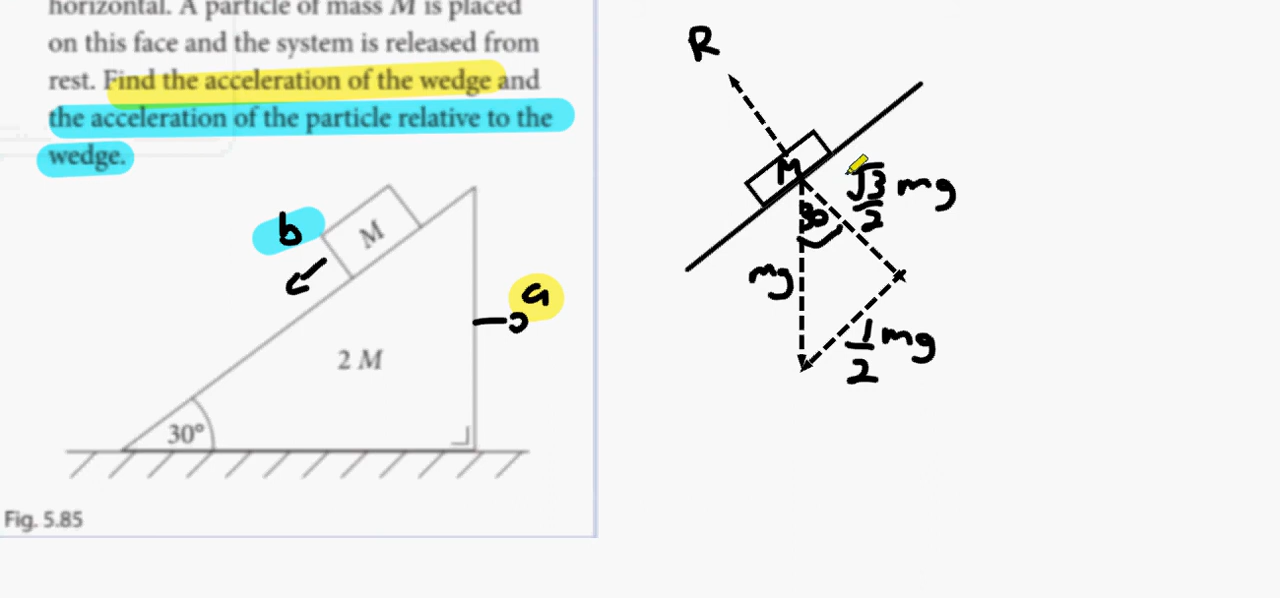 horizontal. A particle of mass M is placed
on this face and the system is released from
rest. Find the acceleration of the wedge and
the acceleration of the particle relative to the
wedge.
b
M
a
2 M
30°
Fig. 5.85
R
M
√3/2 mg
30
mg
1/2 mg